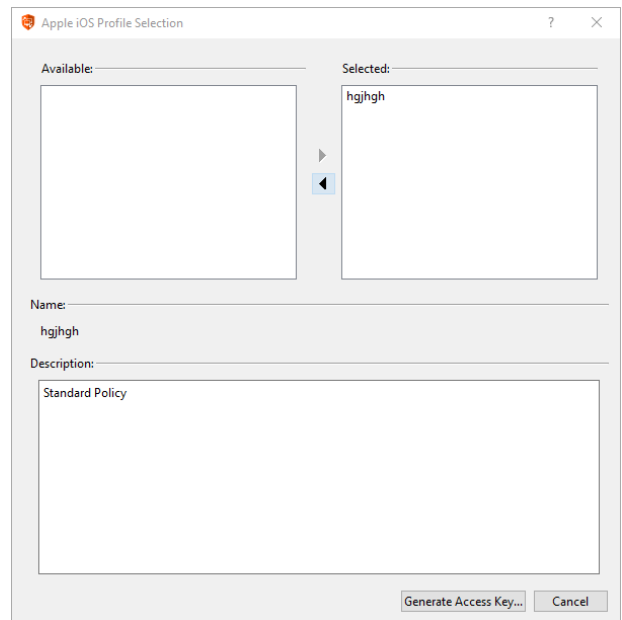 Apple iOS Profile Selection
Available:
Selected:
hgjhgh
Name:
hgjhgh
Description:
Standard Policy
Generate Access Key...
Cancel